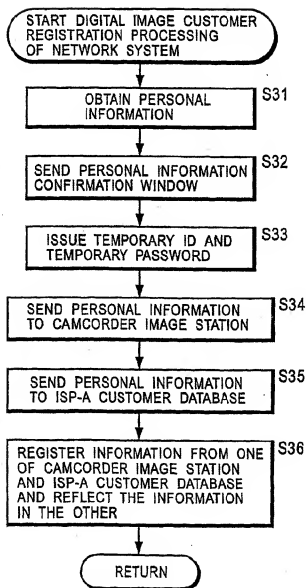 START DIGITAL IMAGE CUSTOMER
REGISTRATION PROCESSING
OF NETWORK SYSTEM
S31
OBTAIN PERSONAL
INFORMATION
S32
SEND PERSONAL INFORMATION
CONFIRMATION WINDOW
S33
ISSUE TEMPORARY ID AND
TEMPORARY PASSWORD
S34
SEND PERSONAL INFORMATION
TO CAMCORDER IMAGE STATION
S35
SEND PERSONAL INFORMATION
TO ISP-A CUSTOMER DATABASE
S36
REGISTER INFORMATION FROM ONE
OF CAMCORDER IMAGE STATION
AND ISP-A CUSTOMER DATABASE
AND REFLECT THE INFORMATION
IN THE OTHER
RETURN